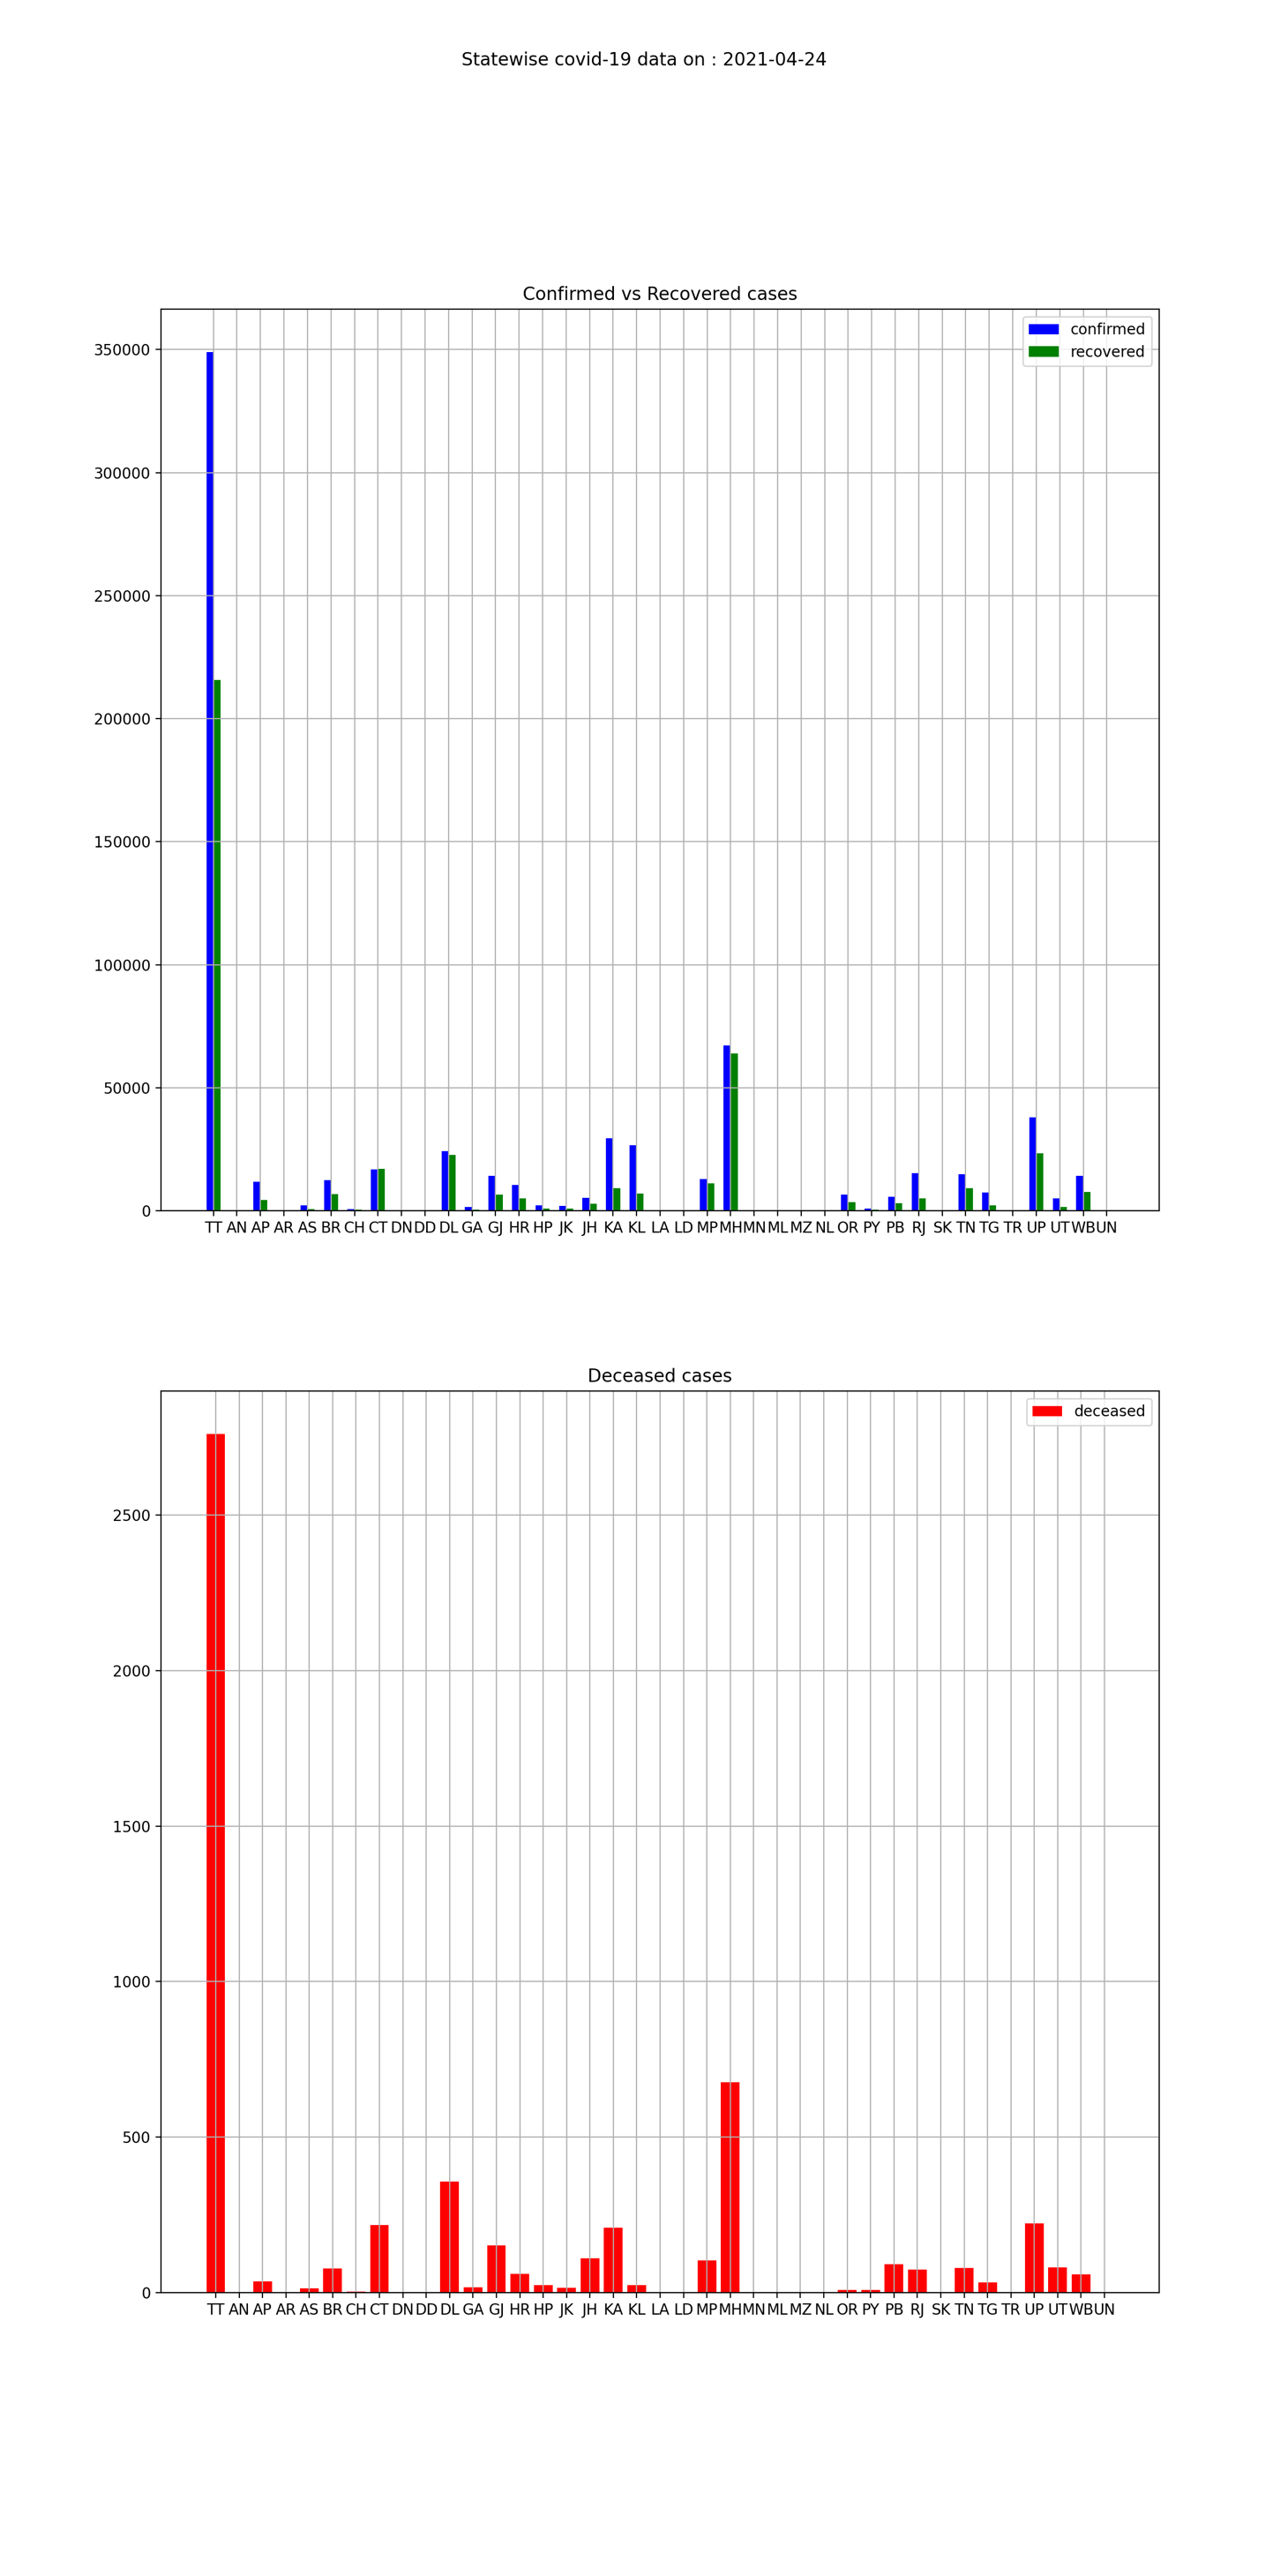 Statewise covid-19 data on : 2021-04-24
Confirmed vs Recovered cases
confirmed
recovered
350000
300000
250000
200000
150000
100000
50000
0
TT AN AP AR AS BR CH CT DN DD DL GA GJ HR HP JK JH KA KL LA LD MP MH MN ML MZ NL OR PY PB RJ SK TN TG TR UP UT WB UN
Deceased cases
deceased
2500
2000
1500
1000
500
0
TT AN AP AR AS BR CH CT DN DD DL GA GJ HR HP JK JH KA KL LA LD MP MH MN ML MZ NL OR PY PB RJ SK TN TG TR UP UT WB UN